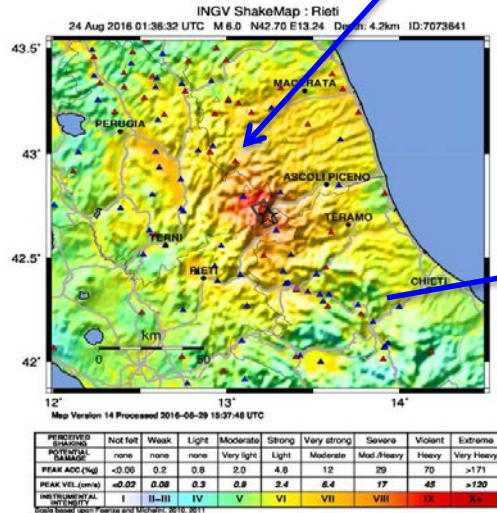 INGV ShakeMap : Rieti
24 Aug 2016 01:36:32 UTC M 6.0 N42.70 E13.24 Depth: 4.2km ID:7073641
43.5˚
MACERATA
PERUGIA
43˚
ASCOLI PICENO
TERAMO
TERNI
42.5˚
RIETI
CHIETI
km
0 50
42˚
12˚ 13˚ 14˚
Map Version 14 Processed 2016-08-29 15:37:48 UTC
PERCEIVED SHAKING Not felt Weak Light Moderate Strong Very strong Severe Violent Extreme
POTENTIAL DAMAGE none none none Very light Light Moderate Mod./Heavy Heavy Very Heavy
PEAK ACC.(%g) <0.06 0.2 0.8 2.0 4.8 12 29 70 >171
PEAK VEL.(cm/s) <0.02 0.08 0.3 0.9 2.4 6.4 17 45 >120
INSTRUMENTAL INTENSITY I II-III IV V VI VII VIII IX X+
Scale based upon Faenza and Michelini, 2010, 2011